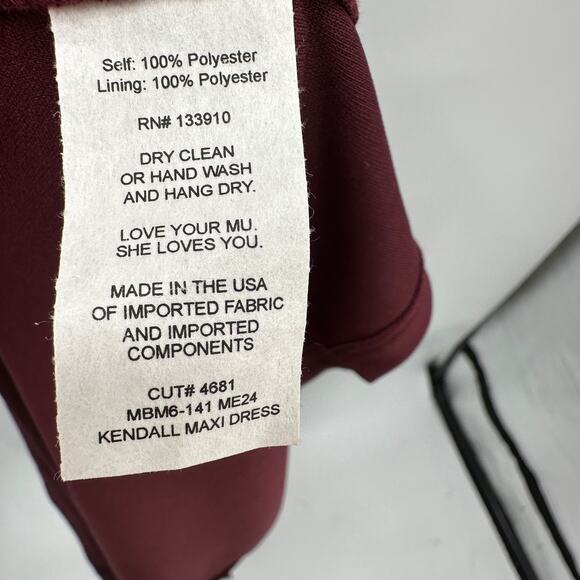 Self: 100% Polyester
Lining: 100% Polyester
RN# 133910
DRY CLEAN
OR HAND WASH
AND HANG DRY.
LOVE YOUR MU.
SHE LOVES YOU.
MADE IN THE USA
OF IMPORTED FABRIC
AND IMPORTED
COMPONENTS
CUT# 4681
MBM6-141 ME24
KENDALL MAXI DRESS